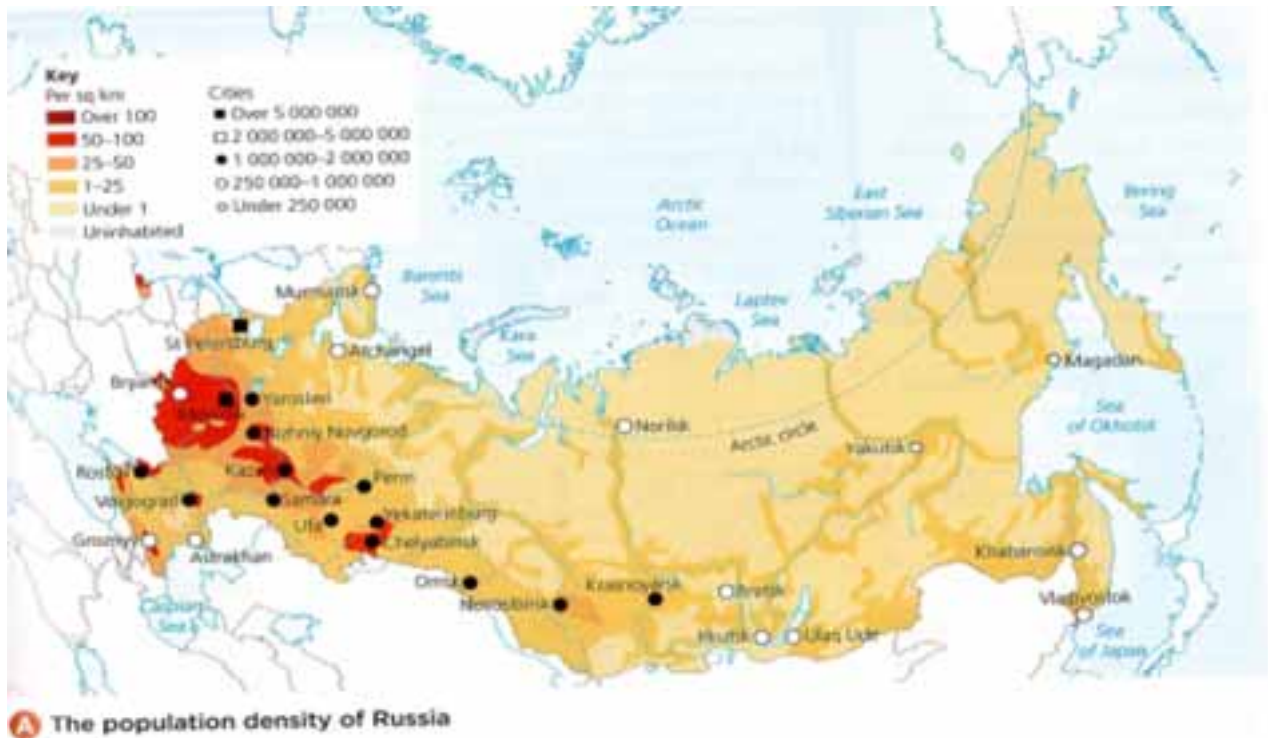 Key
Per sq km
Over 100
50–100
25–50
1–25
Under 1
Uninhabited
Cities
Over 5 000 000
2 000 000–5 000 000
1 000 000–2 000 000
250 000–1 000 000
Under 250 000
Arctic
Ocean
East
Siberian Sea
Bering
Sea
Barents
Sea
Laptev
Sea
Kara
Sea
Murmansk
St Petersburg
Archangel
Magadan
Yaroslavl
Nizhniy Novgorod
Norilsk
Arctic circle
Yakutsk
Sea
of Okhotsk
Rostov
Kazan
Perm
Volgograd
Samara
Ufa
Yekaterinburg
Groznyy
Astrakhan
Chelyabinsk
Khabarovsk
Omsk
Krasnoyarsk
Bratsk
Novosibirsk
Vladivostok
Caspian
Sea
Irkutsk
Ulan Ude
Sea
of Japan
A The population density of Russia